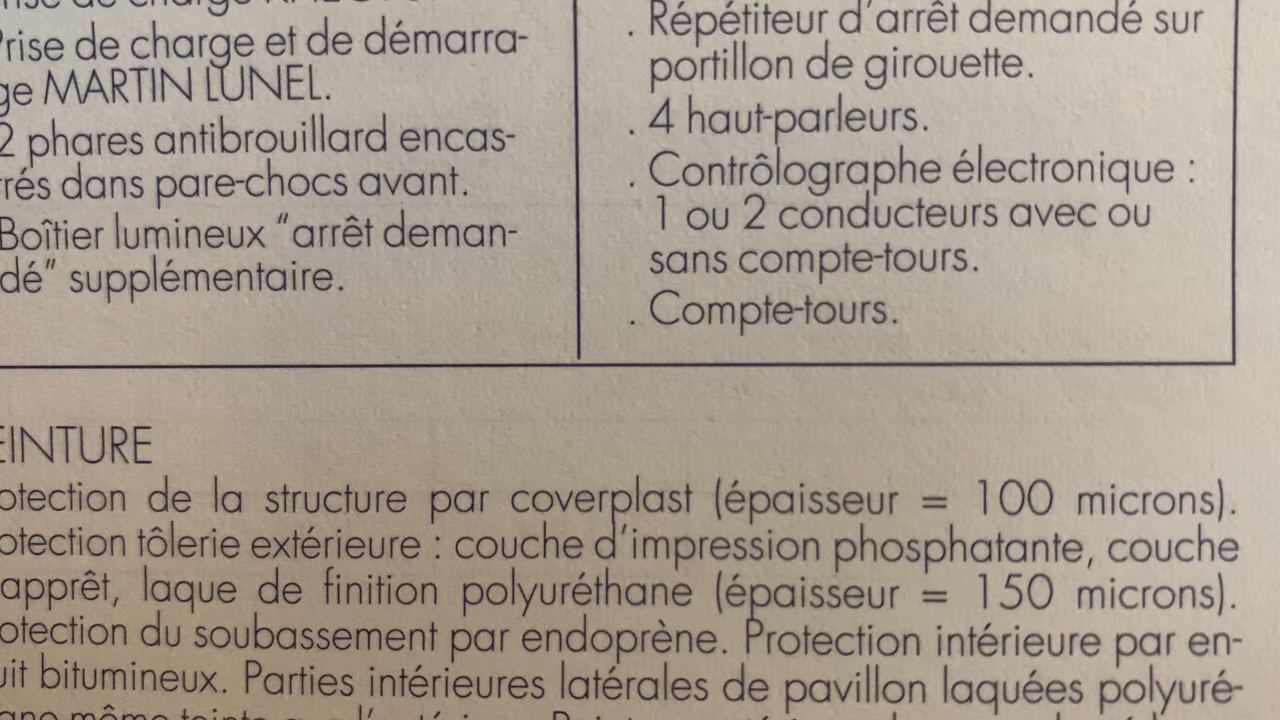 de charge
Prise de charge et de démarra-
ge MARTIN LUNEL.
2 phares antibrouillard encas-
trés dans pare-chocs avant.
Boîtier lumineux "arrêt deman-
dé" supplémentaire.
. Répétiteur d'arrêt demandé sur
portillon de girouette.
. 4 haut-parleurs.
. Contrôlographe électronique :
1 ou 2 conducteurs avec ou
sans compte-tours.
. Compte-tours.
EINTURE
otection de la structure par coverplast (épaisseur = 100 microns).
otection tôlerie extérieure : couche d'impression phosphatante, couche
apprêt, laque de finition polyuréthane (épaisseur = 150 microns).
otection du soubassement par endoprène. Protection intérieure par en-
uit bitumineux. Parties intérieures latérales de pavillon laquées polyuré-
même